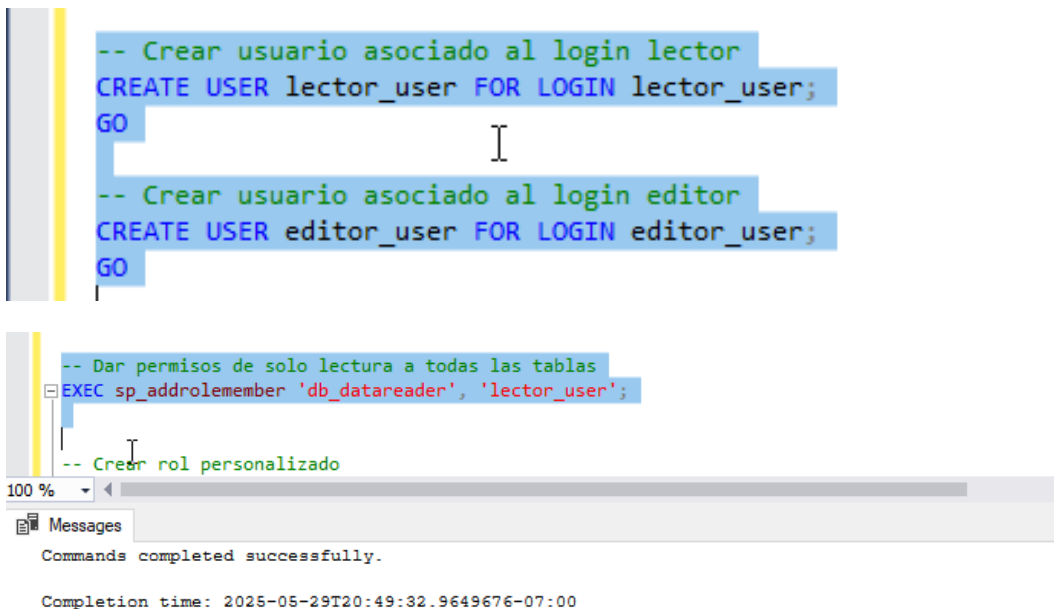 -- Crear usuario asociado al login lector
CREATE USER lector_user FOR LOGIN lector_user;
GO
-- Crear usuario asociado al login editor
CREATE USER editor_user FOR LOGIN editor_user;
GO
-- Dar permisos de solo lectura a todas las tablas
EXEC sp_addrolemember 'db_datareader', 'lector_user';
-- Crear rol personalizado
100 %
Messages
Commands completed successfully.
Completion time: 2025-05-29T20:49:32.9649676-07:00